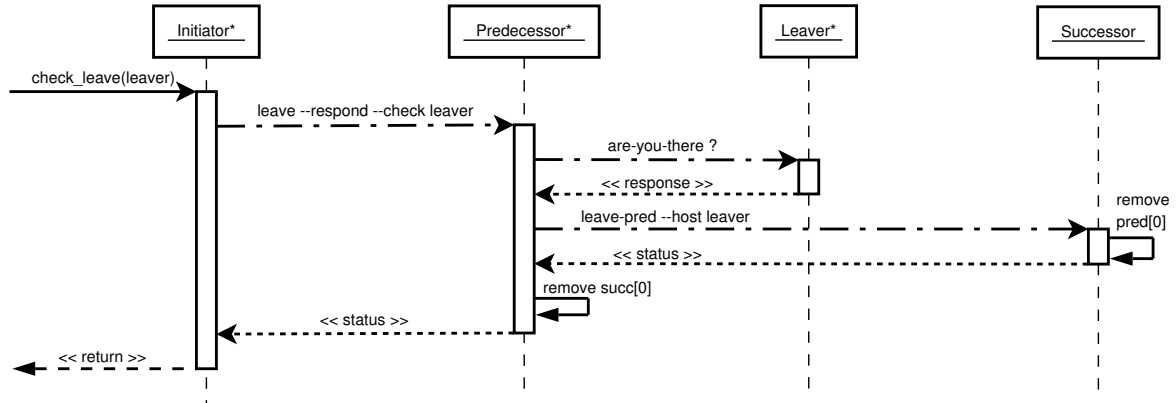 Initiator*
Predecessor*
Leaver*
Successor
check_leave(leaver)
leave --respond --check leaver
are-you-there ?
<< response >>
leave-pred --host leaver
remove
pred[0]
<< status >>
remove succ[0]
<< status >>
<< return >>